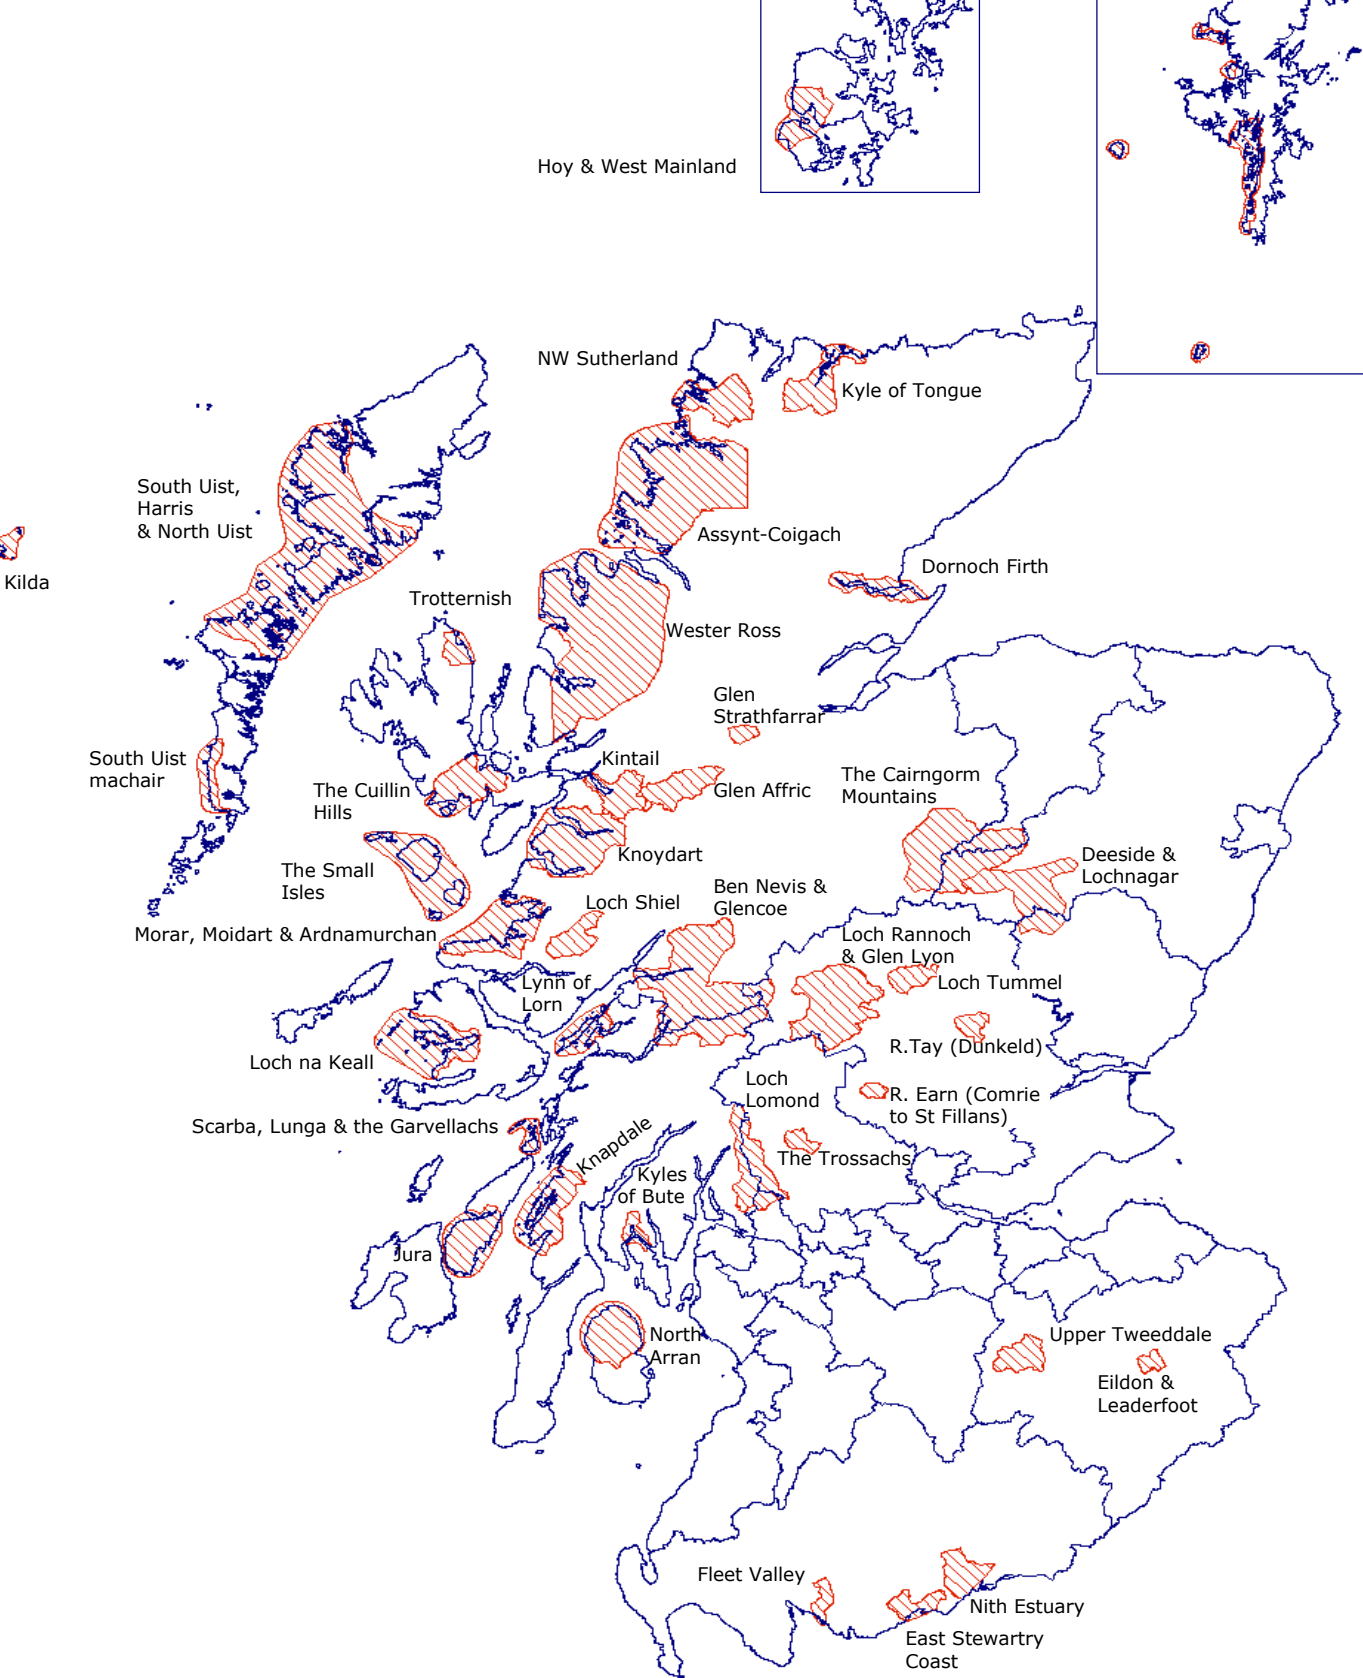 Hoy & West Mainland
NW Sutherland
Kyle of Tongue
South Uist,
Harris
& North Uist
Assynt-Coigach
Dornoch Firth
Kilda
Trotternish
Wester Ross
Glen
Strathfarrar
South Uist
machair
Kintail
The Cuillin
Hills
Glen Affric
The Cairngorm
Mountains
Knoydart
Deeside &
Lochnagar
The Small
Isles
Ben Nevis &
Glencoe
Loch Shiel
Morar, Moidart & Ardnamurchan
Loch Rannoch
& Glen Lyon
Lynn of
Lorn
Loch Tummel
Loch na Keall
R.Tay (Dunkeld)
Loch
Lomond
R. Earn (Comrie
to St Fillans)
Scarba, Lunga & the Garvellachs
Knapdale
The Trossachs
Kyles
of Bute
Jura
North
Arran
Upper Tweeddale
Eildon &
Leaderfoot
Fleet Valley
Nith Estuary
East Stewartry
Coast